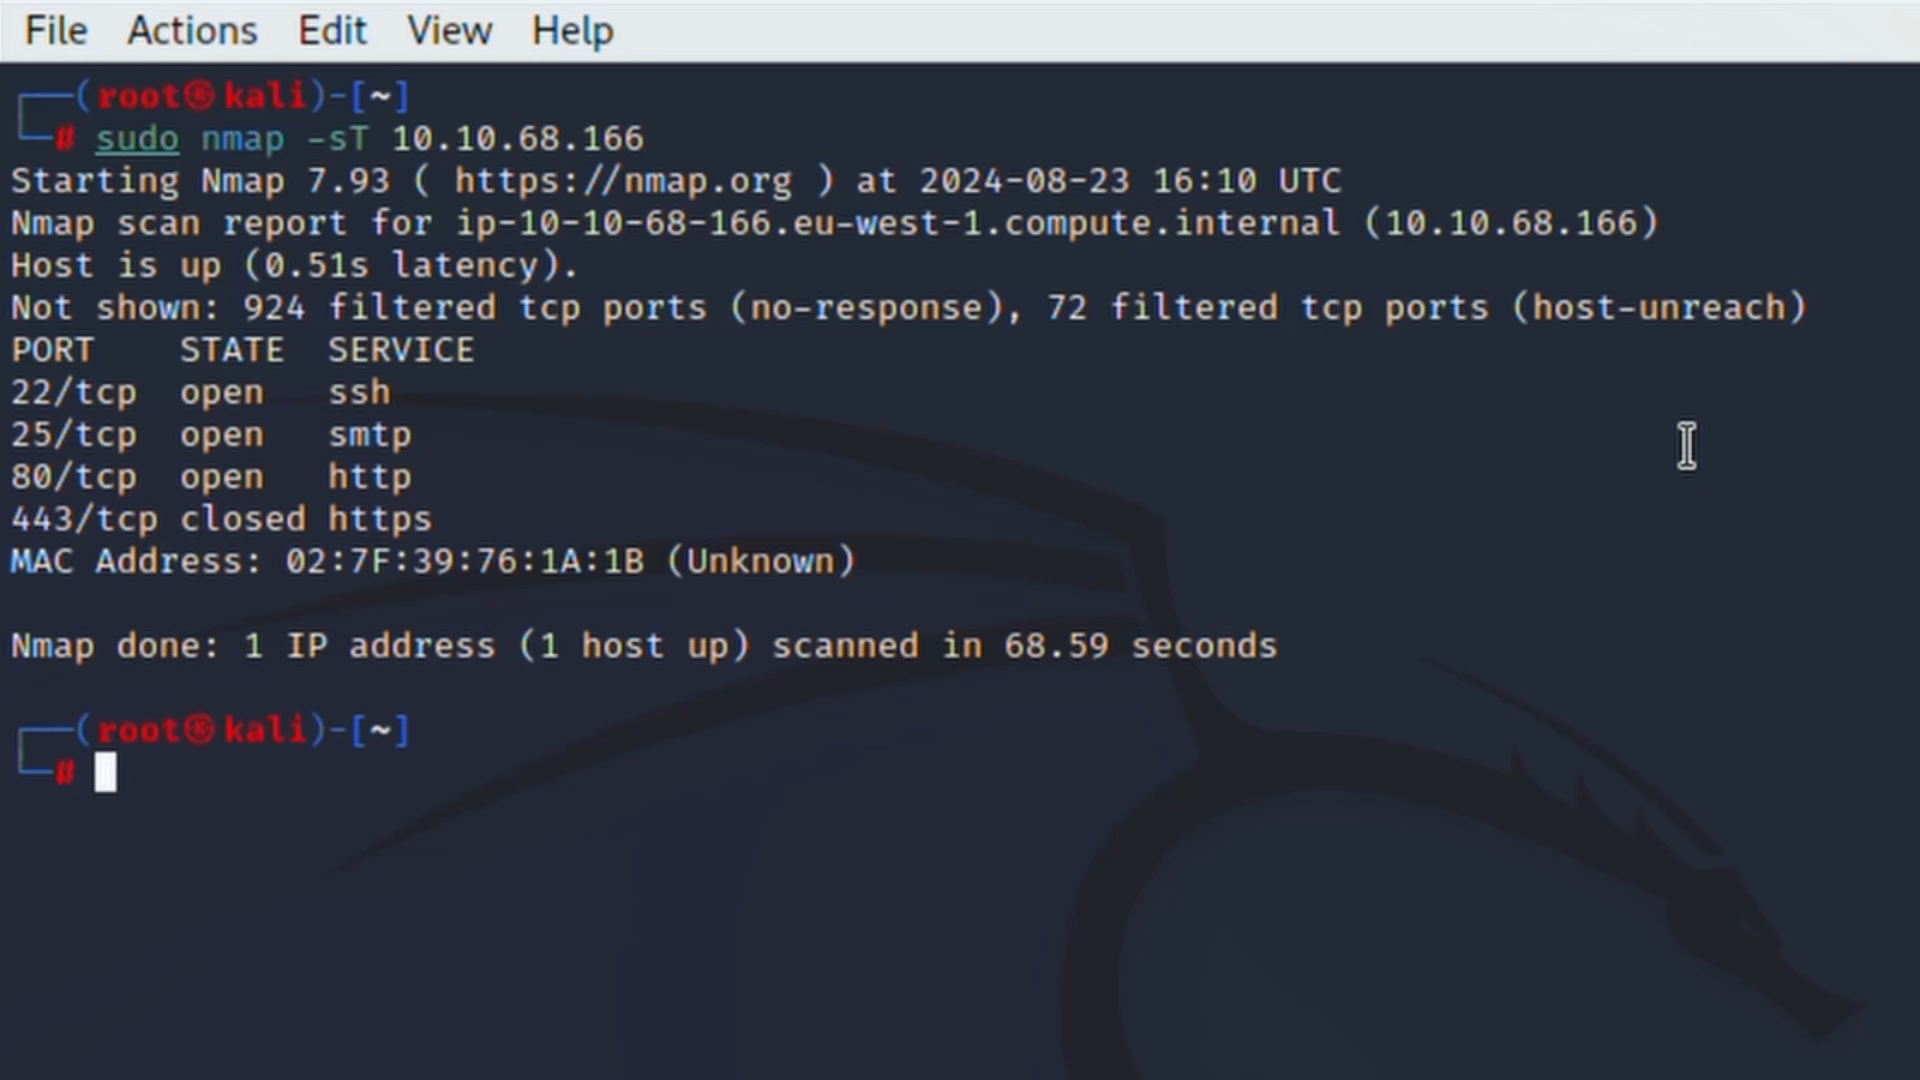 File Actions Edit View Help
┌──(root㉿kali)-[~]
└─# sudo nmap -sT 10.10.68.166
Starting Nmap 7.93 ( https://nmap.org ) at 2024-08-23 16:10 UTC
Nmap scan report for ip-10-10-68-166.eu-west-1.compute.internal (10.10.68.166)
Host is up (0.51s latency).
Not shown: 924 filtered tcp ports (no-response), 72 filtered tcp ports (host-unreach)
PORT    STATE  SERVICE
22/tcp  open   ssh
25/tcp  open   smtp
80/tcp  open   http
443/tcp closed https
MAC Address: 02:7F:39:76:1A:1B (Unknown)
Nmap done: 1 IP address (1 host up) scanned in 68.59 seconds
┌──(root㉿kali)-[~]
└─#